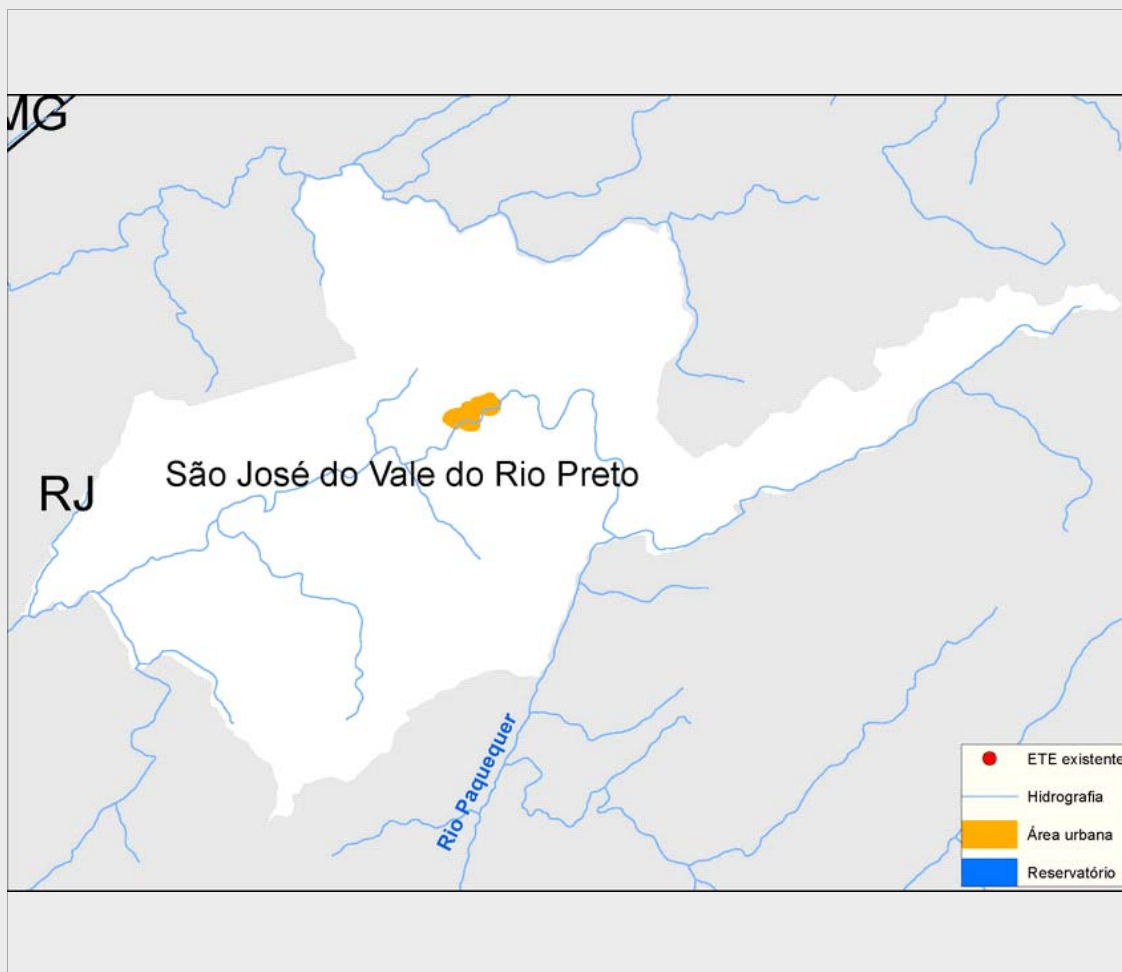 MG
São José do Vale do Rio Preto
RJ
Rio Paquequer
ETE existente
Hidrografia
Área urbana
Reservatório